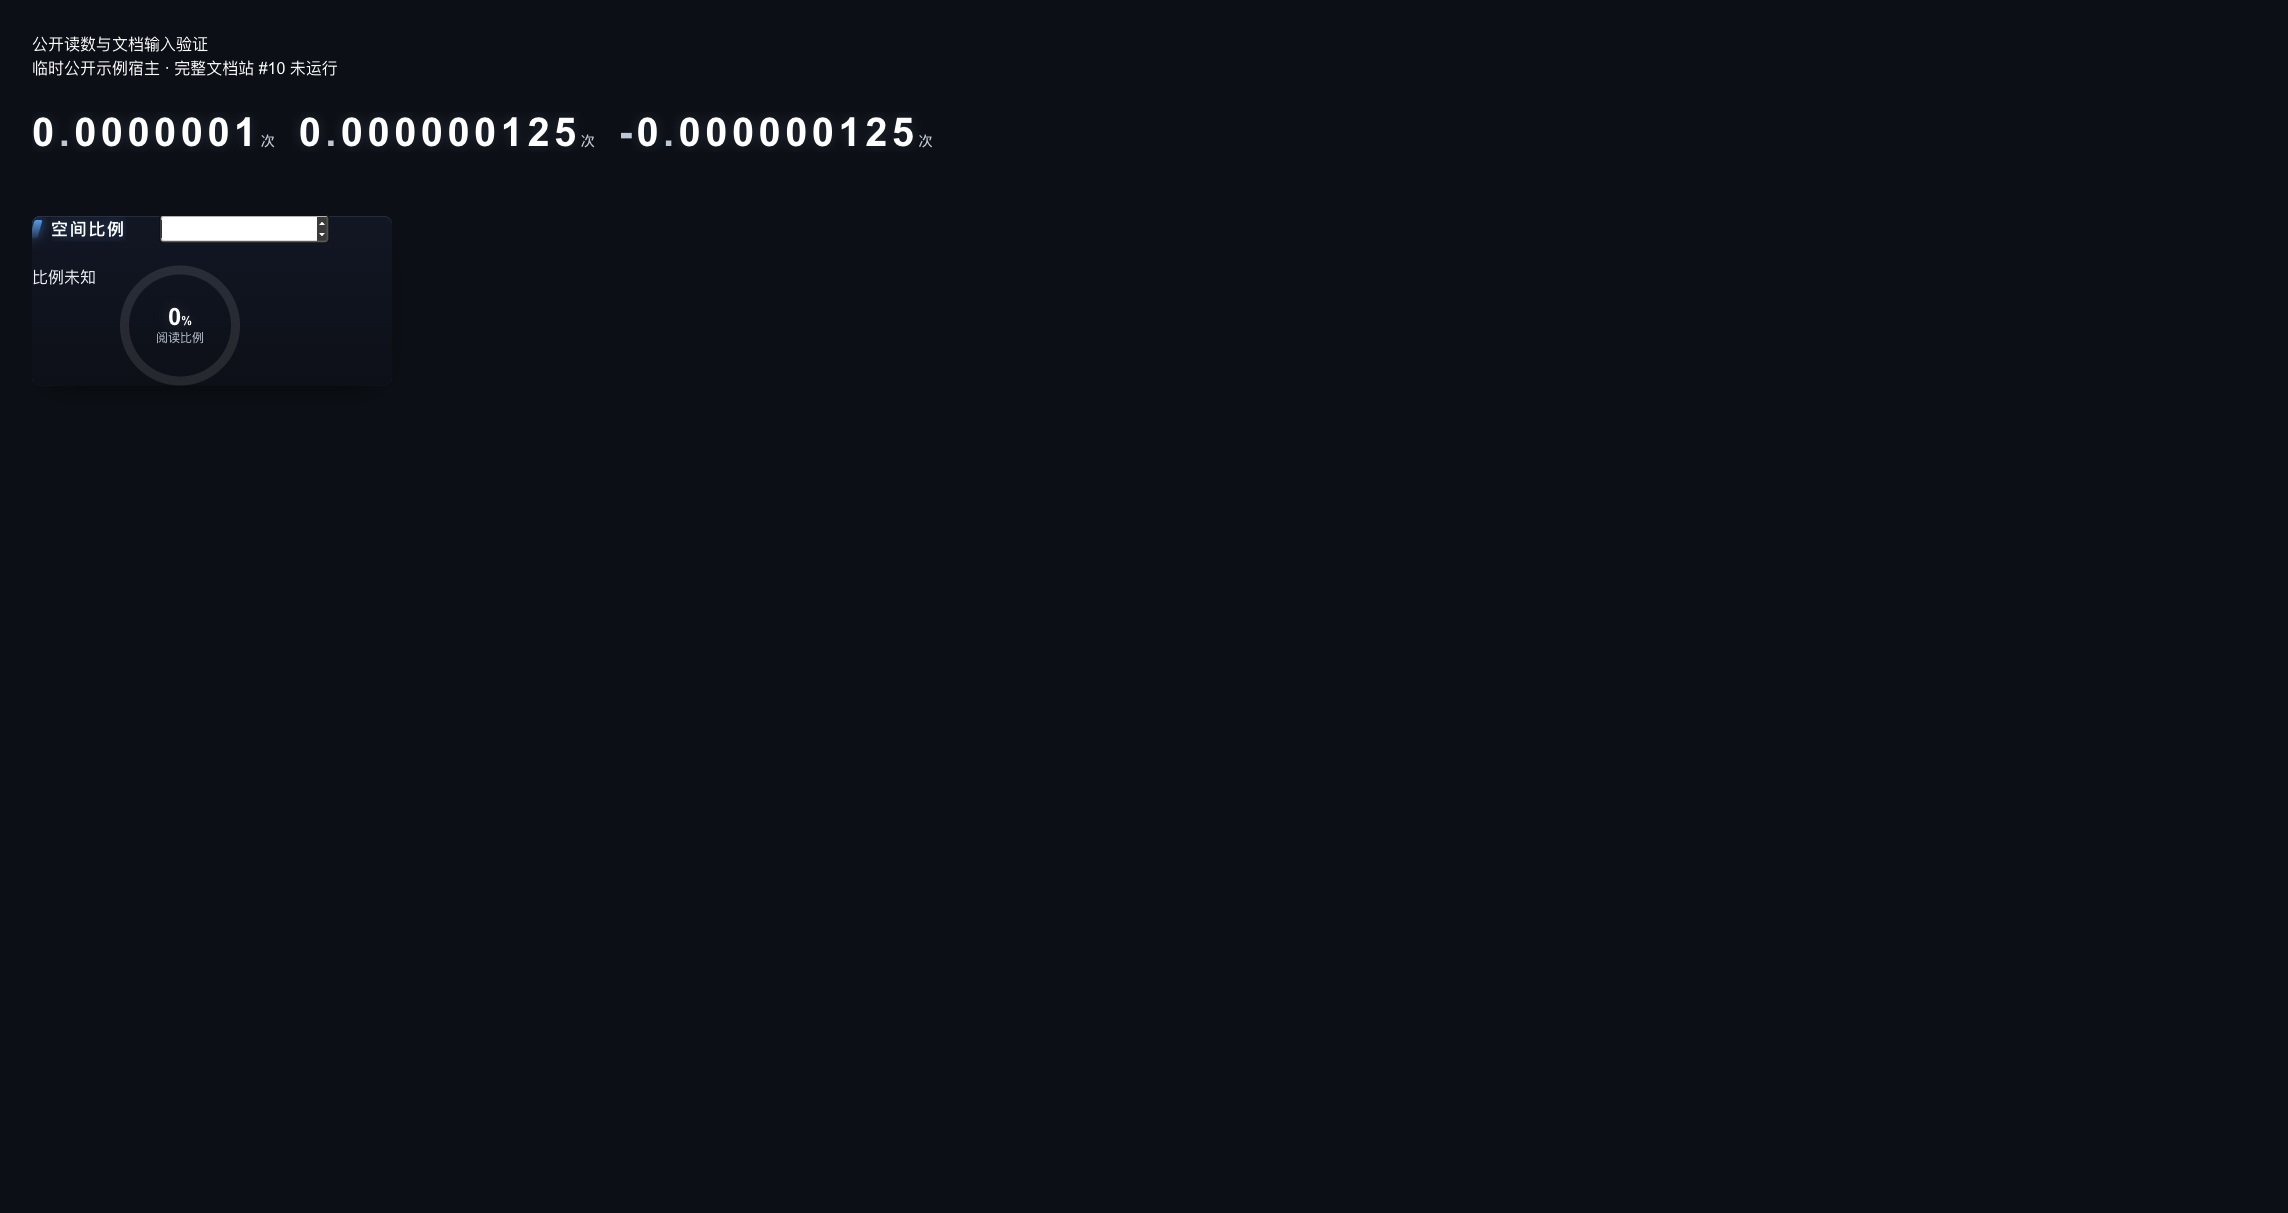 公开读数与文档输入验证
临时公开示例宿主 · 完整文档站 #10 未运行
0.0000001次 0.000000125次 -0.000000125次
空间比例
比例未知
0%
阅读比例